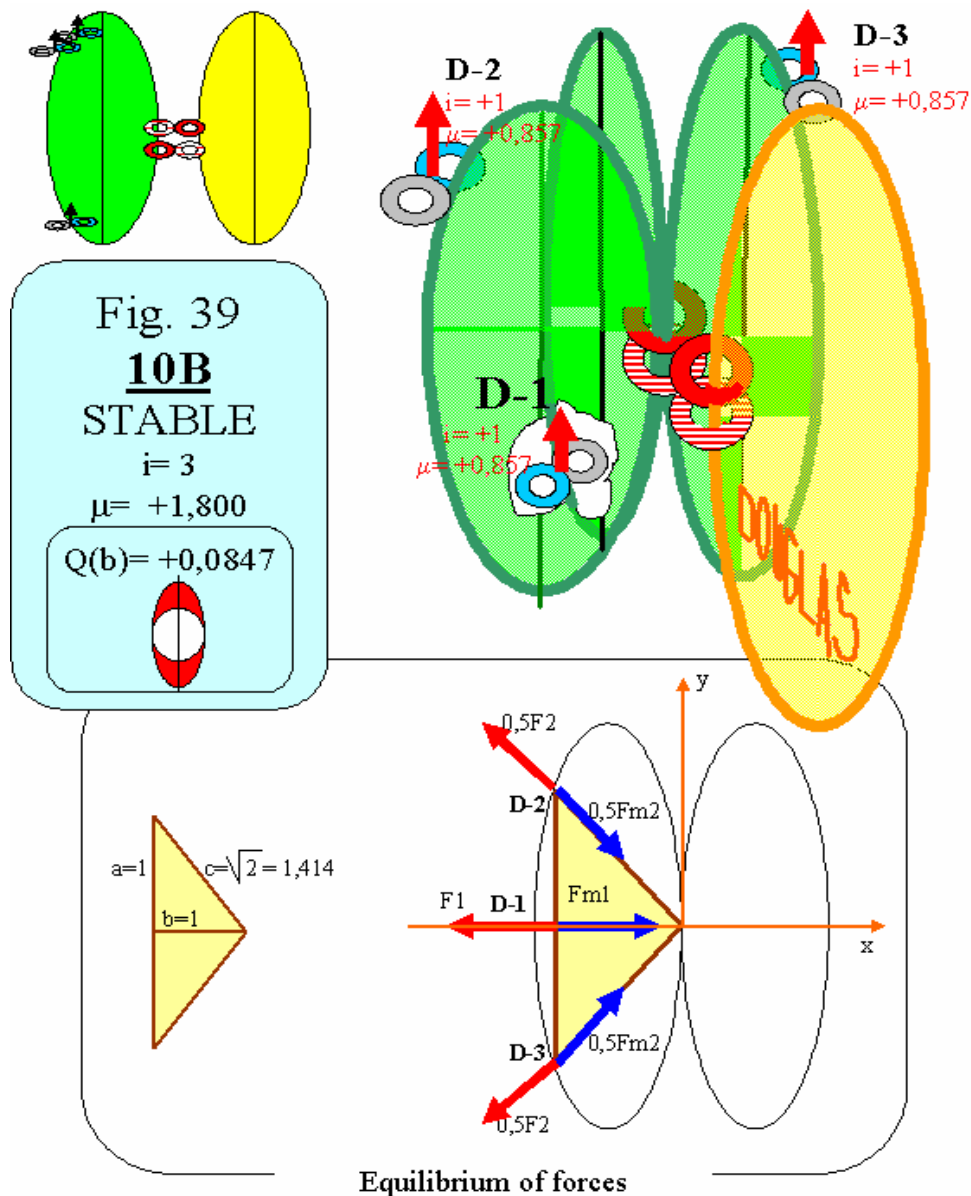 D-2
i= +1
μ= +0,857
D-3
i= +1
μ= +0,857
Fig. 39
10B
STABLE
i= 3
μ= +1,800
Q(b)= +0,0847
D-1
i= +1
μ= +0,857
DOUGLAS
y
0,5F2
D-2
0,5Fm2
a=1
c=√2= 1,414
b=1
F1
D-1
Fm1
x
D-3
0,5Fm2
0,5F2
Equilibrium of forces